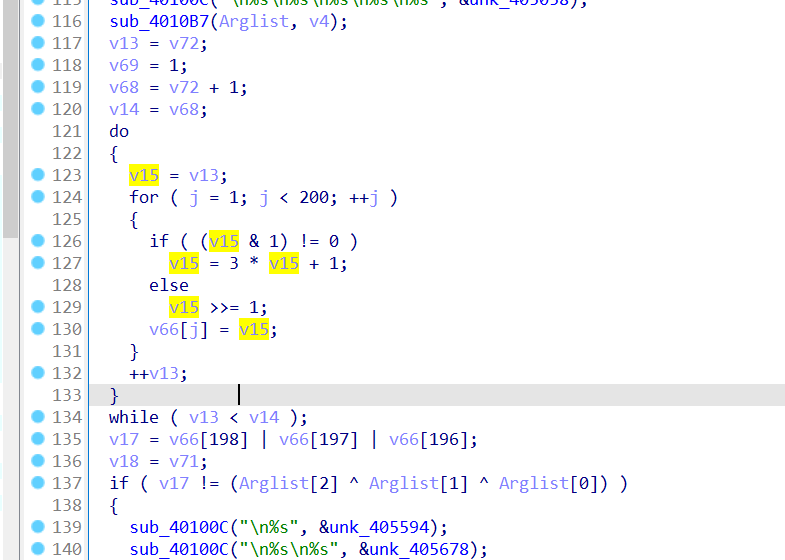 115 sub_40100C("\n%s\n%s\n%s\n%s\n%s", &unk_405058);
116 sub_4010B7(Arglist, v4);
117 v13 = v72;
118 v69 = 1;
119 v68 = v72 + 1;
120 v14 = v68;
121 do
122 {
123 v15 = v13;
124 for ( j = 1; j < 200; ++j )
125 {
126 if ( (v15 & 1) != 0 )
127 v15 = 3 * v15 + 1;
128 else
129 v15 >>= 1;
130 v66[j] = v15;
131 }
132 ++v13;
133 }
134 while ( v13 < v14 );
135 v17 = v66[198] | v66[197] | v66[196];
136 v18 = v71;
137 if ( v17 != (Arglist[2] ^ Arglist[1] ^ Arglist[0]) )
138 {
139 sub_40100C("\n%s", &unk_405594);
140 sub_40100C("\n%s\n%s", &unk_405678);